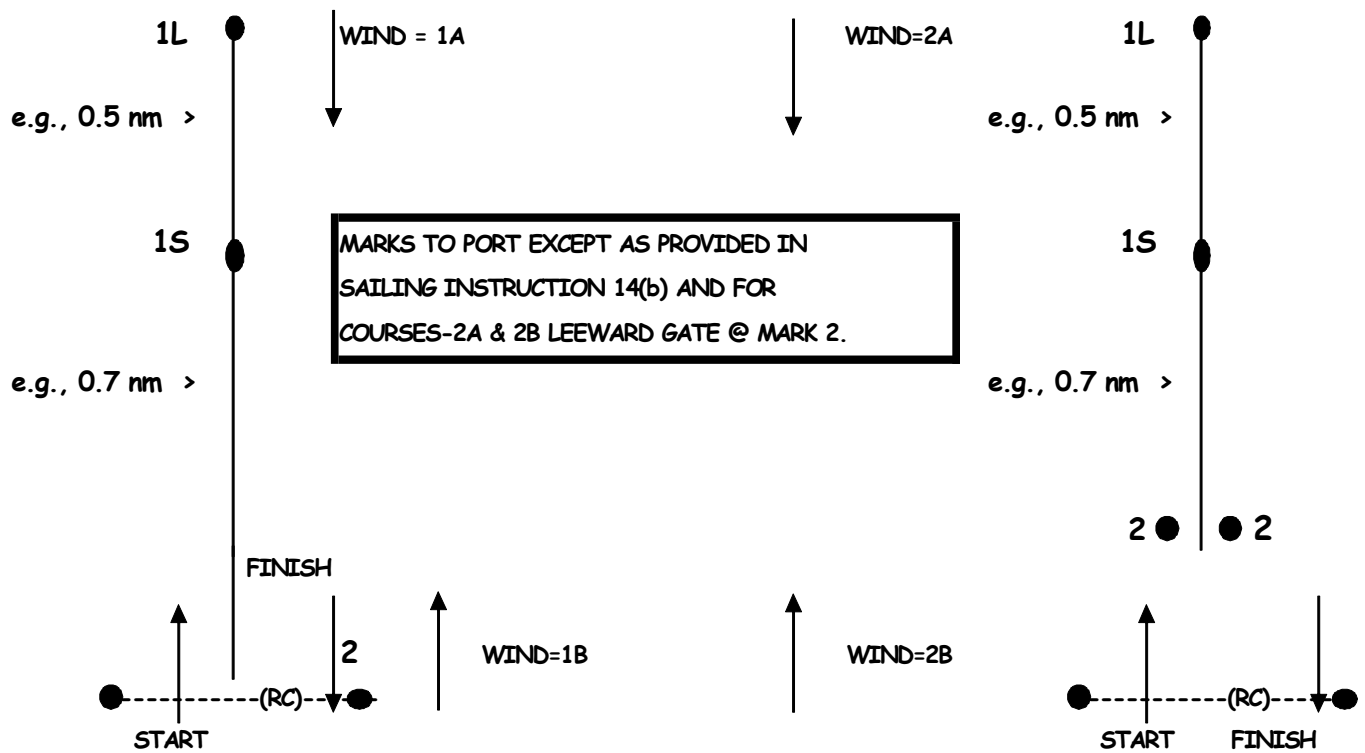 1L
WIND = 1A
WIND=2A
1L
e.g., 0.5 nm >
e.g., 0.5 nm >
1S
MARKS TO PORT EXCEPT AS PROVIDED IN
SAILING INSTRUCTION 14(b) AND FOR
COURSES-2A & 2B LEEWARD GATE @ MARK 2.
1S
e.g., 0.7 nm >
e.g., 0.7 nm >
2
2
FINISH
2
WIND=1B
WIND=2B
(RC)
(RC)
START
START
FINISH